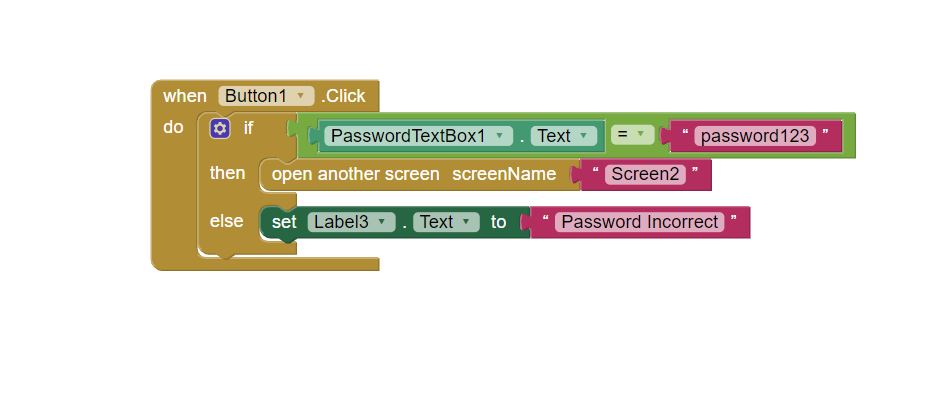 when Button1 .Click
do if PasswordTextBox1 . Text = “ password123 ”
then open another screen screenName “ Screen2 ”
else set Label3 . Text to “ Password Incorrect ”